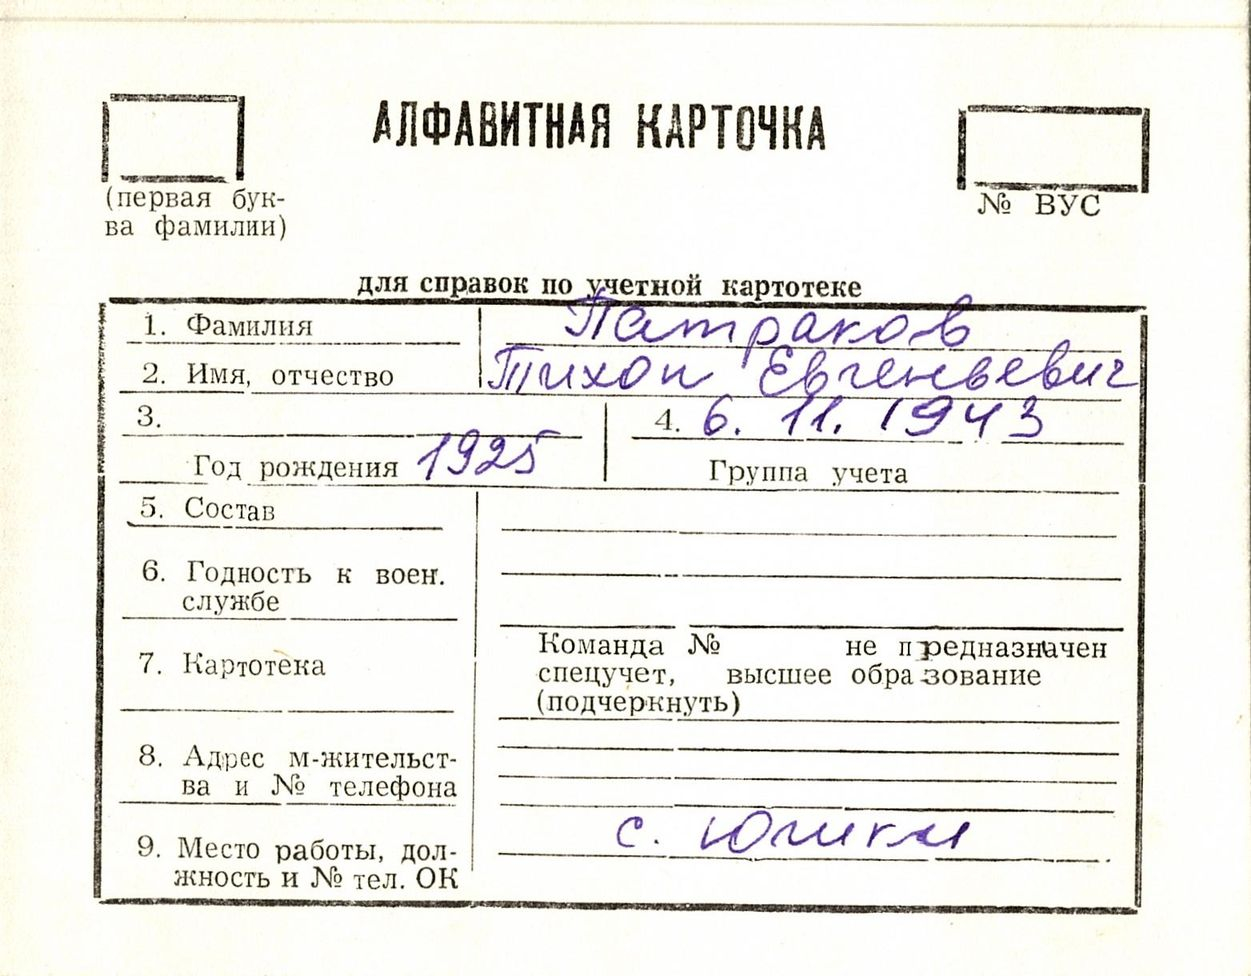 АЛФАВИТНАЯ КАРТОЧКА
(первая бук-
ва фамилии)
№ ВУС
для справок по учетной картотеке
1. Фамилия Патраков
2. Имя, отчество Тихон Евгеньевич
3.
Год рождения 1925
4. 6. 11. 1943
Группа учета
5. Состав
6. Годность к воен.
службе
7. Картотека
Команда № не предназначен
спецучет, высшее образование
(подчеркнуть)
8. Адрес м-жительст-
ва и № телефона
с.
9. Место работы, дол-
жность и № тел. ОК